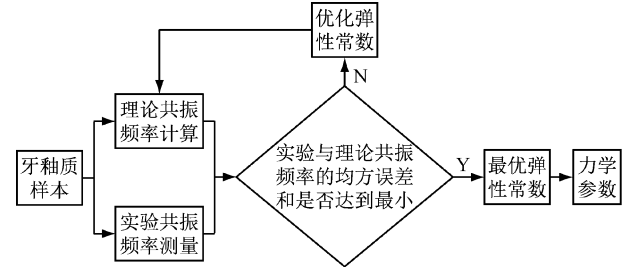 优化弹
性常数
N
理论共振
频率计算
牙釉质
样本
实验共振
频率测量
实验与理论共振
频率的均方误差
和是否达到最小
Y
最优弹
性常数
力学
参数